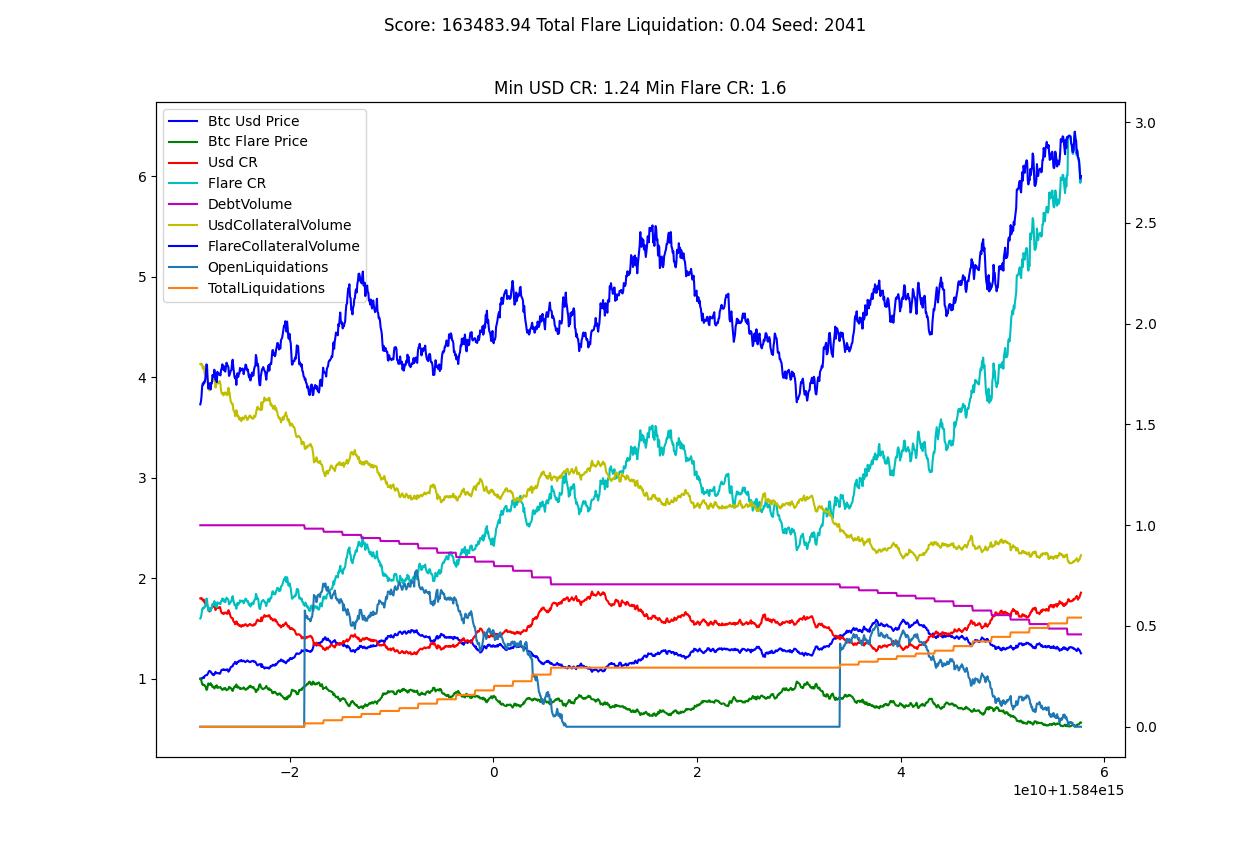 Score: 163483.94 Total Flare Liquidation: 0.04 Seed: 2041
Min USD CR: 1.24 Min Flare CR: 1.6
Btc Usd Price
Btc Flare Price
Usd CR
Flare CR
DebtVolume
UsdCollateralVolume
FlareCollateralVolume
OpenLiquidations
TotalLiquidations
6
5
4
3
2
1
3.0
2.5
2.0
1.5
1.0
0.5
0.0
−2
0
2
4
6
1e10+1.584e15